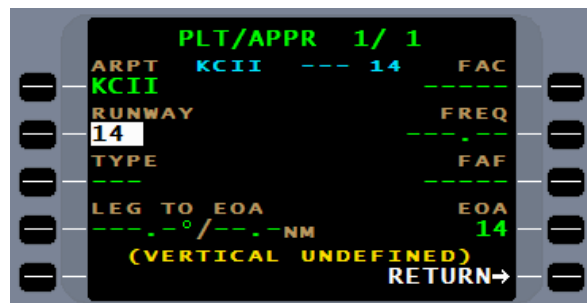 PLT/APPR 1/ 1
ARPT KCII --- 14 FAC
KCII -----
RUNWAY FREQ
14 ---.--
TYPE FAF
--- -----
LEG TO EOA EOA
---.-°/--.-NM 14
(VERTICAL UNDEFINED)
RETURN→